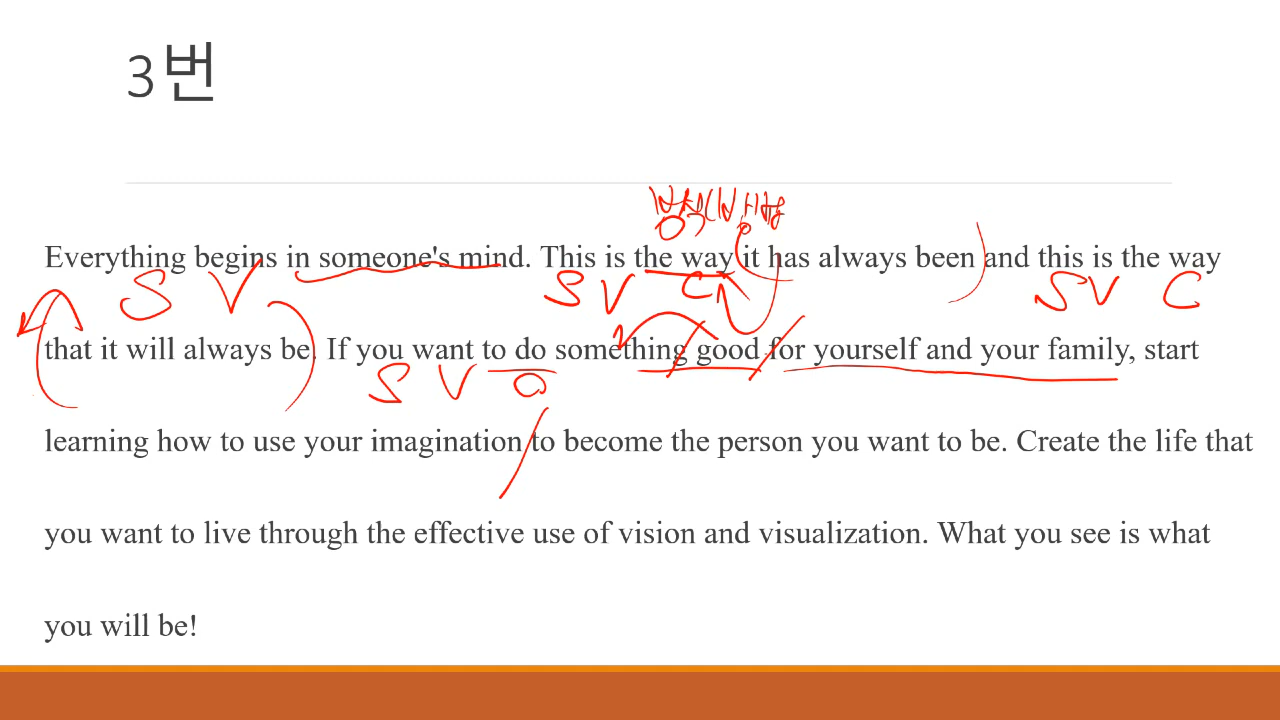 3번
방식(방법
Everything begins in someone's mind. This is the way it has always been and this is the way
S V S V C S V C
that it will always be. If you want to do something good for yourself and your family, start
S V O
learning how to use your imagination to become the person you want to be. Create the life that
you want to live through the effective use of vision and visualization. What you see is what
you will be!